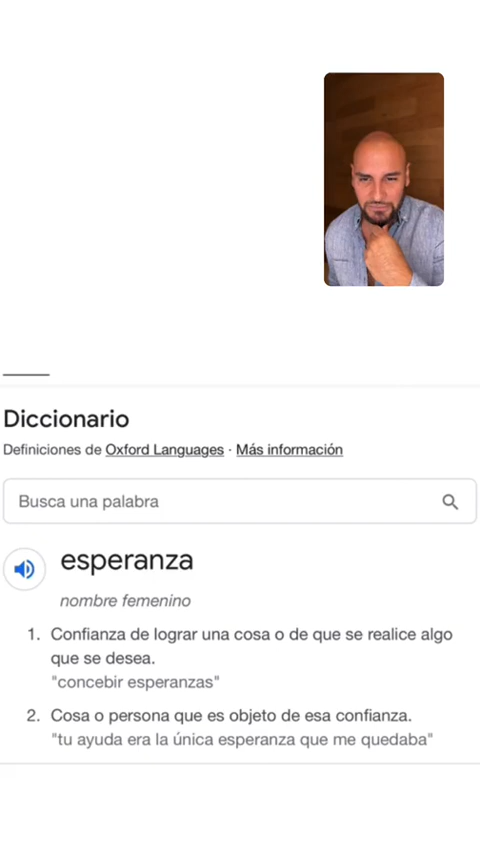 Diccionario
Definiciones de Oxford Languages · Más información
Busca una palabra
esperanza
nombre femenino
1. Confianza de lograr una cosa o de que se realice algo
que se desea.
"concebir esperanzas"
2. Cosa o persona que es objeto de esa confianza.
"tu ayuda era la única esperanza que me quedaba"